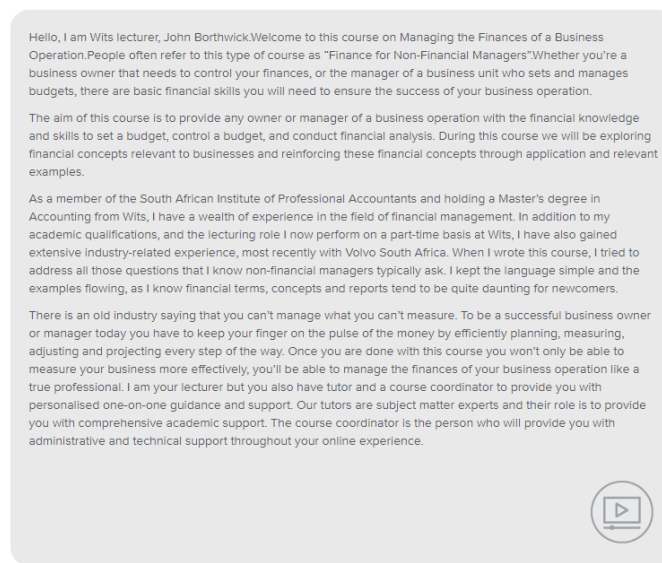 Hello, I am Wits lecturer, John Borthwick.Welcome to this course on Managing the Finances of a Business
Operation.People often refer to this type of course as “Finance for Non-Financial Managers”.Whether you’re a
business owner that needs to control your finances, or the manager of a business unit who sets and manages
budgets, there are basic financial skills you will need to ensure the success of your business operation.
The aim of this course is to provide any owner or manager of a business operation with the financial knowledge
and skills to set a budget, control a budget, and conduct financial analysis. During this course we will be exploring
financial concepts relevant to businesses and reinforcing these financial concepts through application and relevant
examples.
As a member of the South African Institute of Professional Accountants and holding a Master’s degree in
Accounting from Wits, I have a wealth of experience in the field of financial management. In addition to my
academic qualifications, and the lecturing role I now perform on a part-time basis at Wits, I have also gained
extensive industry-related experience, most recently with Volvo South Africa. When I wrote this course, I tried to
address all those questions that I know non-financial managers typically ask. I kept the language simple and the
examples flowing, as I know financial terms, concepts and reports tend to be quite daunting for newcomers.
There is an old industry saying that you can’t manage what you can’t measure. To be a successful business owner
or manager today you have to keep your finger on the pulse of the money by efficiently planning, measuring,
adjusting and projecting every step of the way. Once you are done with this course you won’t only be able to
measure your business more effectively, you’ll be able to manage the finances of your business operation like a
true professional. I am your lecturer but you also have tutor and a course coordinator to provide you with
personalised one-on-one guidance and support. Our tutors are subject matter experts and their role is to provide
you with comprehensive academic support. The course coordinator is the person who will provide you with
administrative and technical support throughout your online experience.